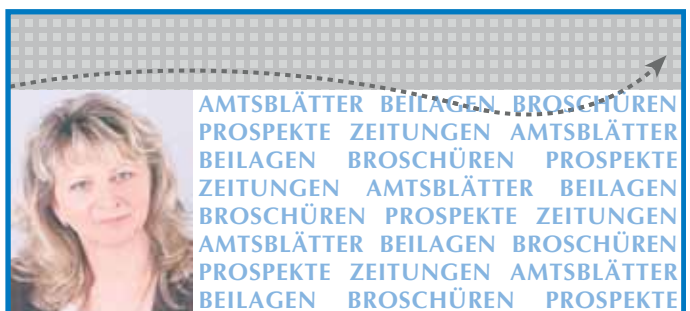 AMTSBLÄTTER BEILAGEN BROSCHÜREN
PROSPEKTE ZEITUNGEN AMTSBLÄTTER
BEILAGEN BROSCHÜREN PROSPEKTE
ZEITUNGEN AMTSBLÄTTER BEILAGEN
BROSCHÜREN PROSPEKTE ZEITUNGEN
AMTSBLÄTTER BEILAGEN BROSCHÜREN
PROSPEKTE ZEITUNGEN AMTSBLÄTTER
BEILAGEN BROSCHÜREN PROSPEKTE